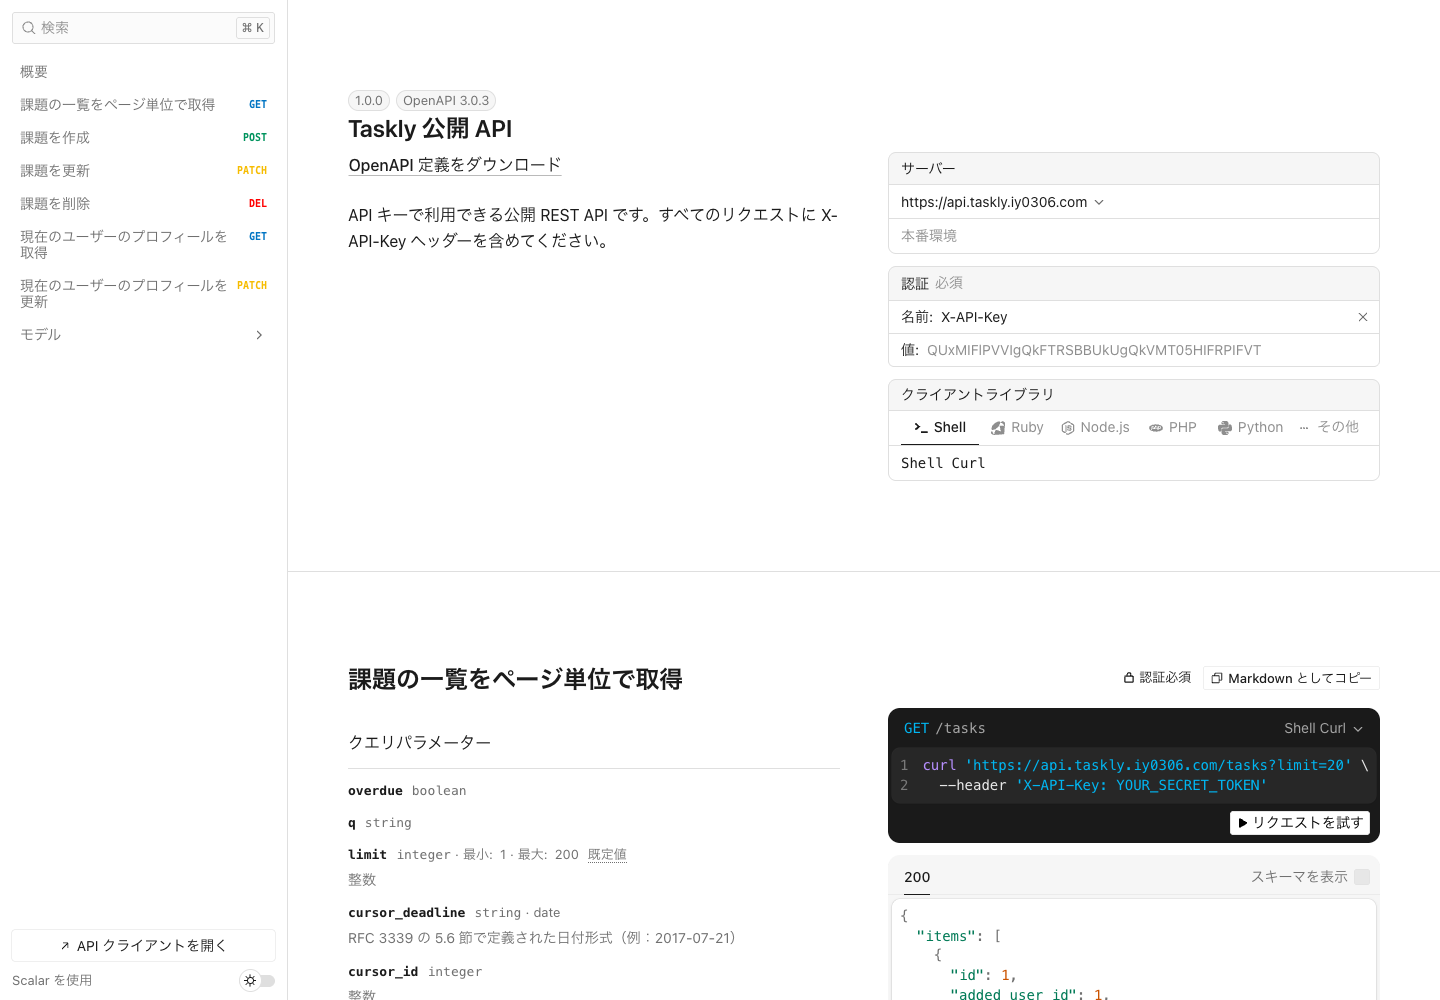 検索
⌘ K
概要
課題の一覧をページ単位で取得 GET
課題を作成 POST
課題を更新 PATCH
課題を削除 DEL
現在のユーザーのプロフィールを GET
取得
現在のユーザーのプロフィールを PATCH
更新
モデル
API クライアントを開く
Scalar を使用
1.0.0 OpenAPI 3.0.3
Taskly 公開 API
OpenAPI 定義をダウンロード
API キーで利用できる公開 REST API です。すべてのリクエストに X-
API-Key ヘッダーを含めてください。
サーバー
https://api.taskly.iy0306.com
本番環境
認証 必須
名前: X-API-Key
値: QUxMIFlPVVIgQkFTRSBBUkUgQkVMT05HIFRPIFVT
クライアントライブラリ
Shell Ruby Node.js PHP Python ··· その他
Shell Curl
課題の一覧をページ単位で取得
認証必須 Markdown としてコピー
クエリパラメーター
overdue boolean
q string
limit integer · 最小: 1 · 最大: 200 既定値
整数
cursor_deadline string · date
RFC 3339 の 5.6 節で定義された日付形式（例：2017-07-21）
cursor_id integer
整数
GET /tasks Shell Curl
1 curl 'https://api.taskly.iy0306.com/tasks?limit=20' \
2 --header 'X-API-Key: YOUR_SECRET_TOKEN'
リクエストを試す
200 スキーマを表示
{
"items": [
{
"id": 1,
"added_user_id": 1,